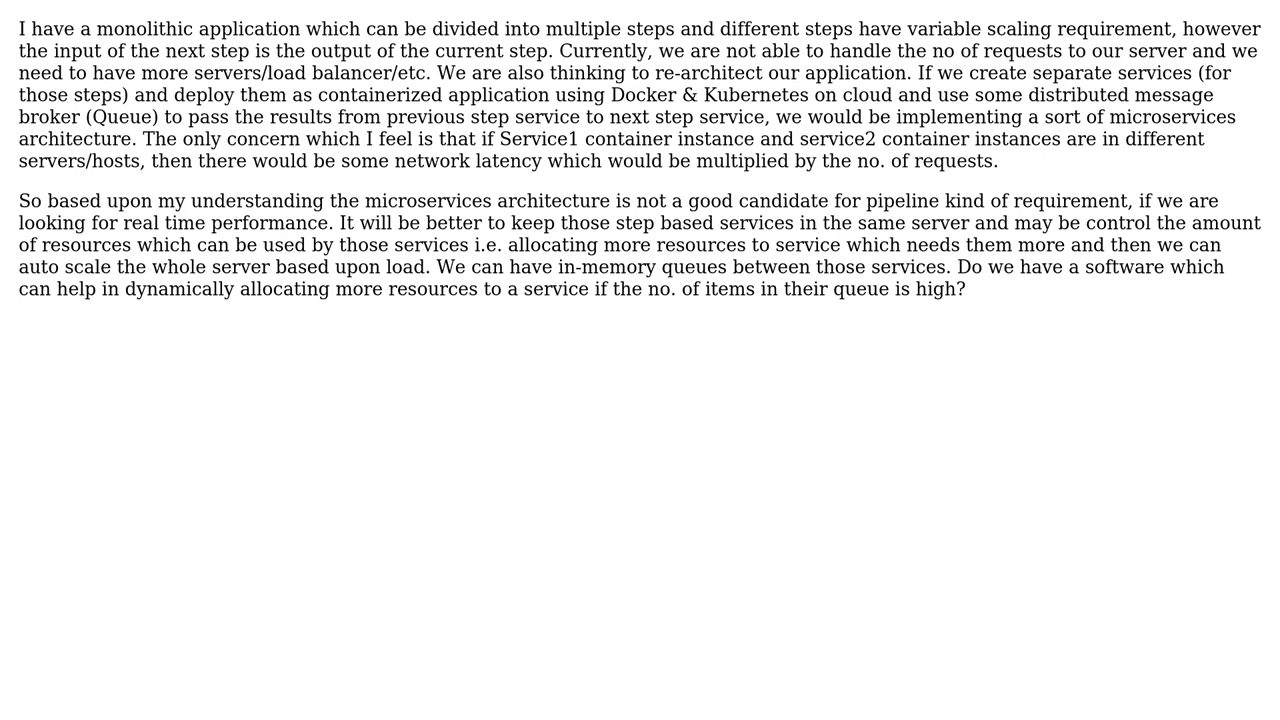 I have a monolithic application which can be divided into multiple steps and different steps have variable scaling requirement, however
the input of the next step is the output of the current step. Currently, we are not able to handle the no of requests to our server and we
need to have more servers/load balancer/etc. We are also thinking to re-architect our application. If we create separate services (for
those steps) and deploy them as containerized application using Docker & Kubernetes on cloud and use some distributed message
broker (Queue) to pass the results from previous step service to next step service, we would be implementing a sort of microservices
architecture. The only concern which I feel is that if Service1 container instance and service2 container instances are in different
servers/hosts, then there would be some network latency which would be multiplied by the no. of requests.
So based upon my understanding the microservices architecture is not a good candidate for pipeline kind of requirement, if we are
looking for real time performance. It will be better to keep those step based services in the same server and may be control the amount
of resources which can be used by those services i.e. allocating more resources to service which needs them more and then we can
auto scale the whole server based upon load. We can have in-memory queues between those services. Do we have a software which
can help in dynamically allocating more resources to a service if the no. of items in their queue is high?